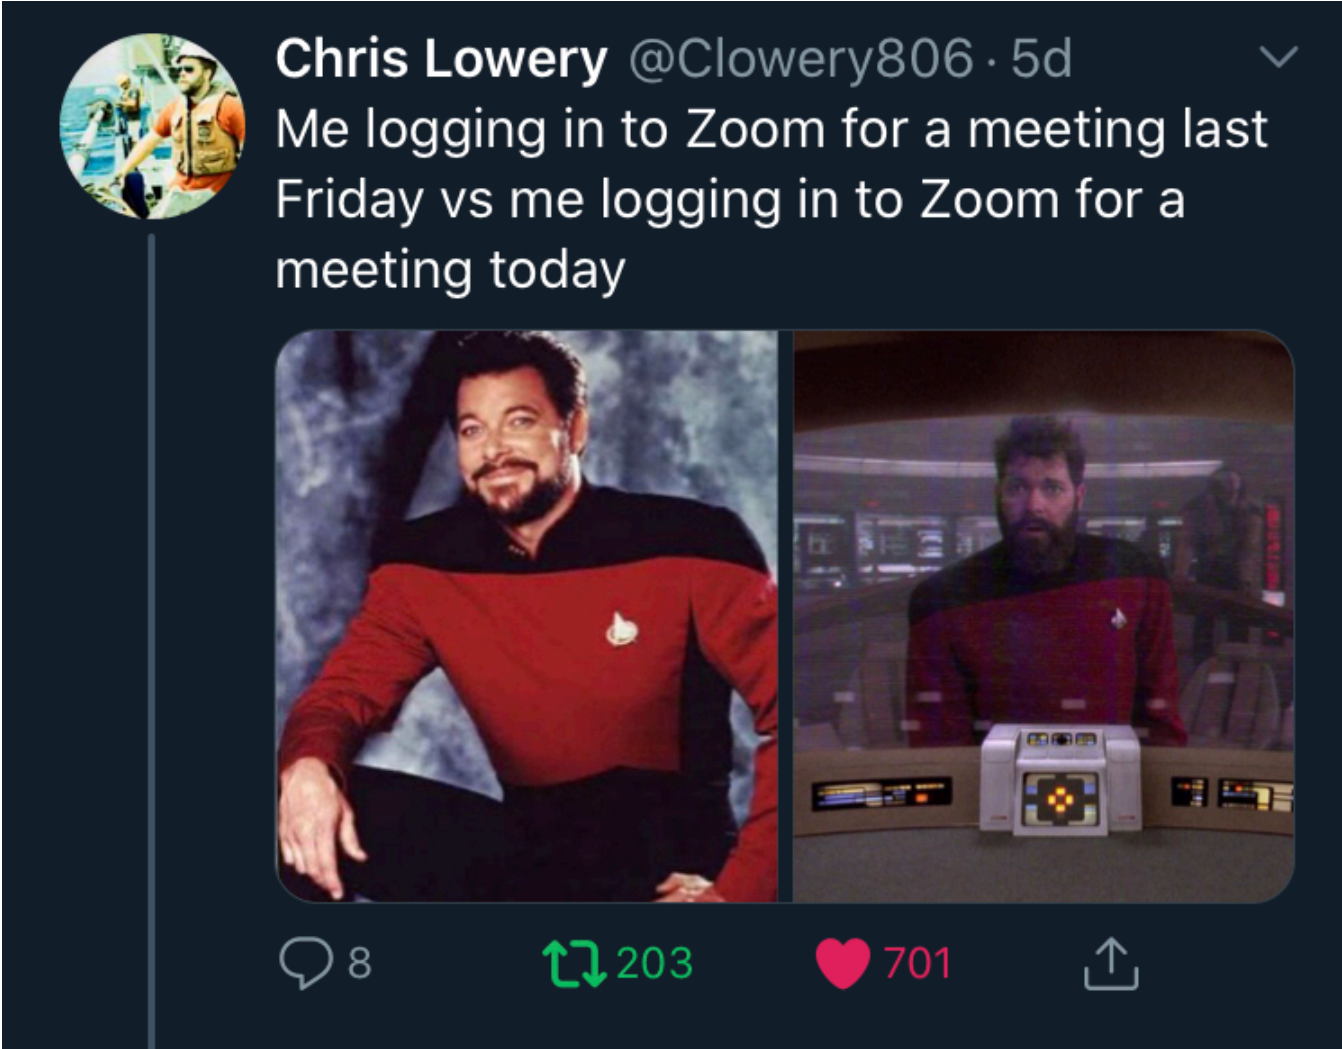 Chris Lowery @Clowery806 · 5d
Me logging in to Zoom for a meeting last
Friday vs me logging in to Zoom for a
meeting today
8 203 701